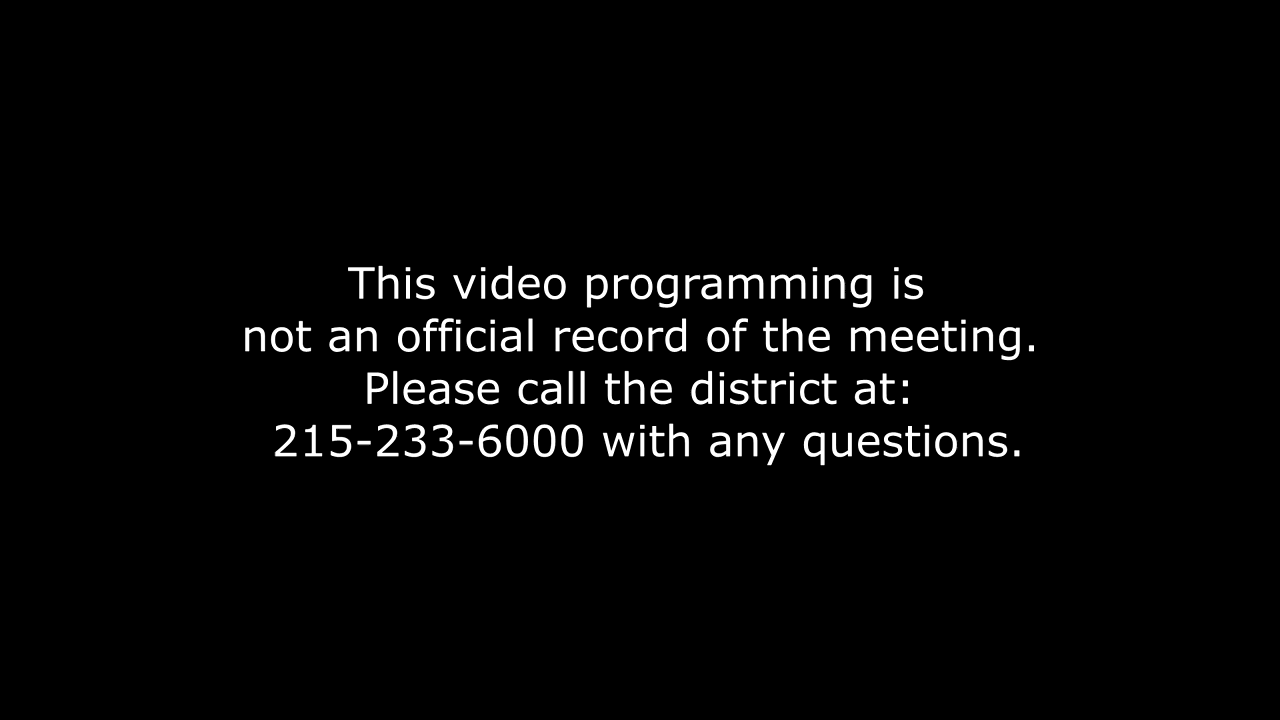 This video programming is
not an official record of the meeting.
Please call the district at:
215-233-6000 with any questions.